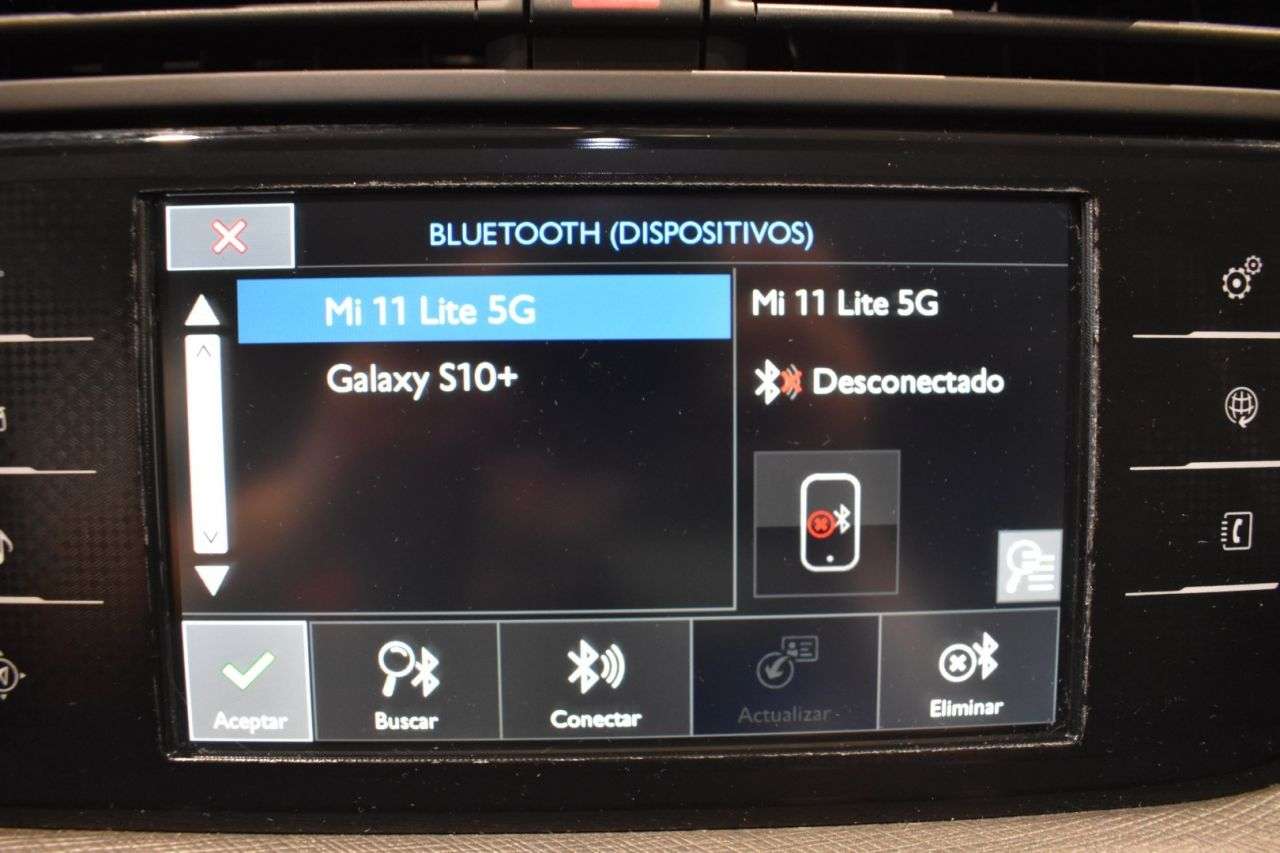 BLUETOOTH (DISPOSITIVOS)
Mi 11 Lite 5G
Galaxy S10+
Mi 11 Lite 5G
Desconectado
Aceptar
Buscar
Conectar
Actualizar
Eliminar